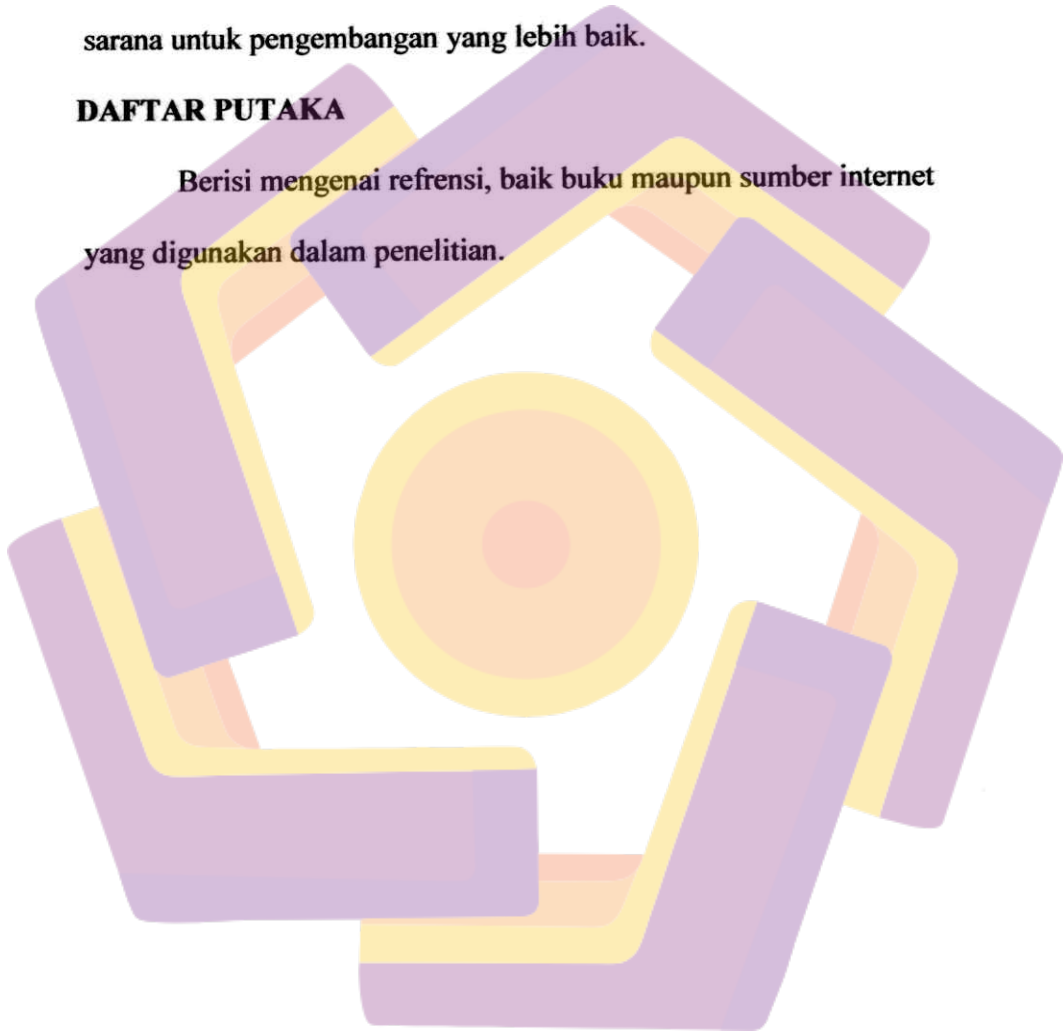 sarana untuk pengembangan yang lebih baik.
DAFTAR PUTAKA
Berisi mengenai refrensi, baik buku maupun sumber internet
yang digunakan dalam penelitian.